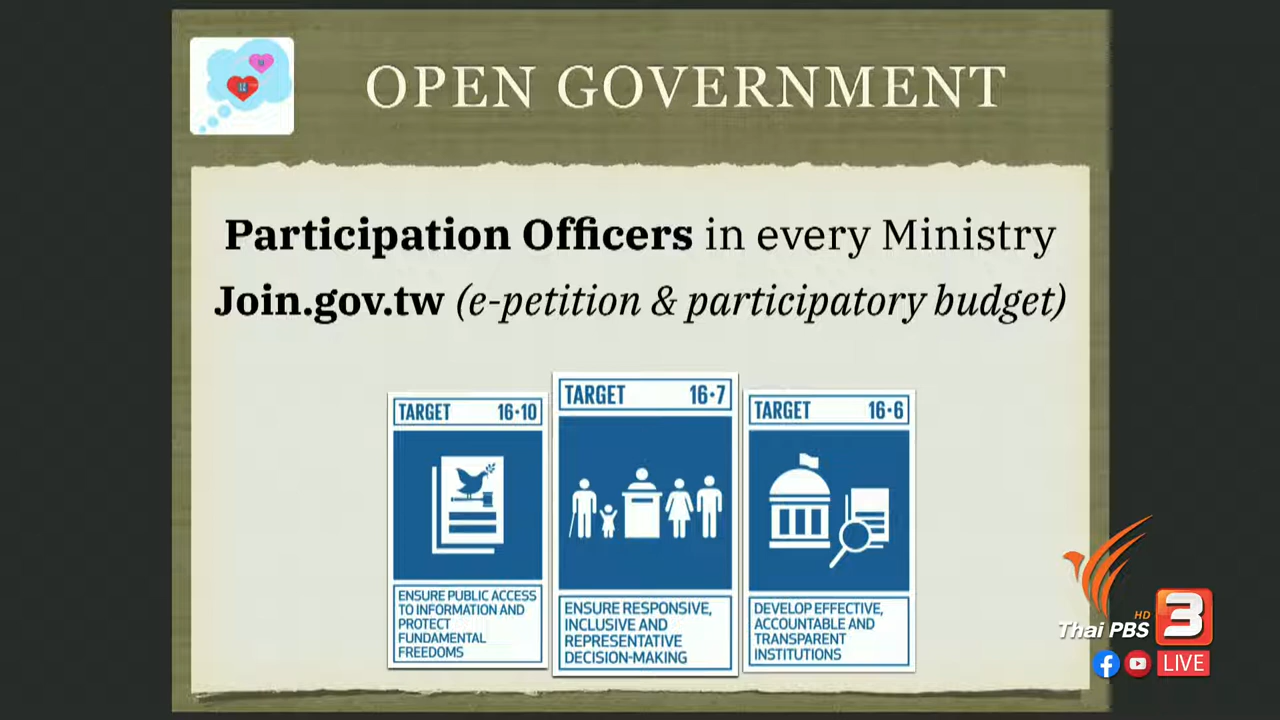 OPEN GOVERNMENT
Participation Officers in every Ministry
Join.gov.tw (e-petition & participatory budget)
TARGET 16·10
ENSURE PUBLIC ACCESS
TO INFORMATION AND
PROTECT
FUNDAMENTAL
FREEDOMS
TARGET 16·7
ENSURE RESPONSIVE,
INCLUSIVE AND
REPRESENTATIVE
DECISION-MAKING
TARGET 16·6
DEVELOP EFFECTIVE,
ACCOUNTABLE AND
TRANSPARENT
INSTITUTIONS
HD
Thai PBS 3
LIVE